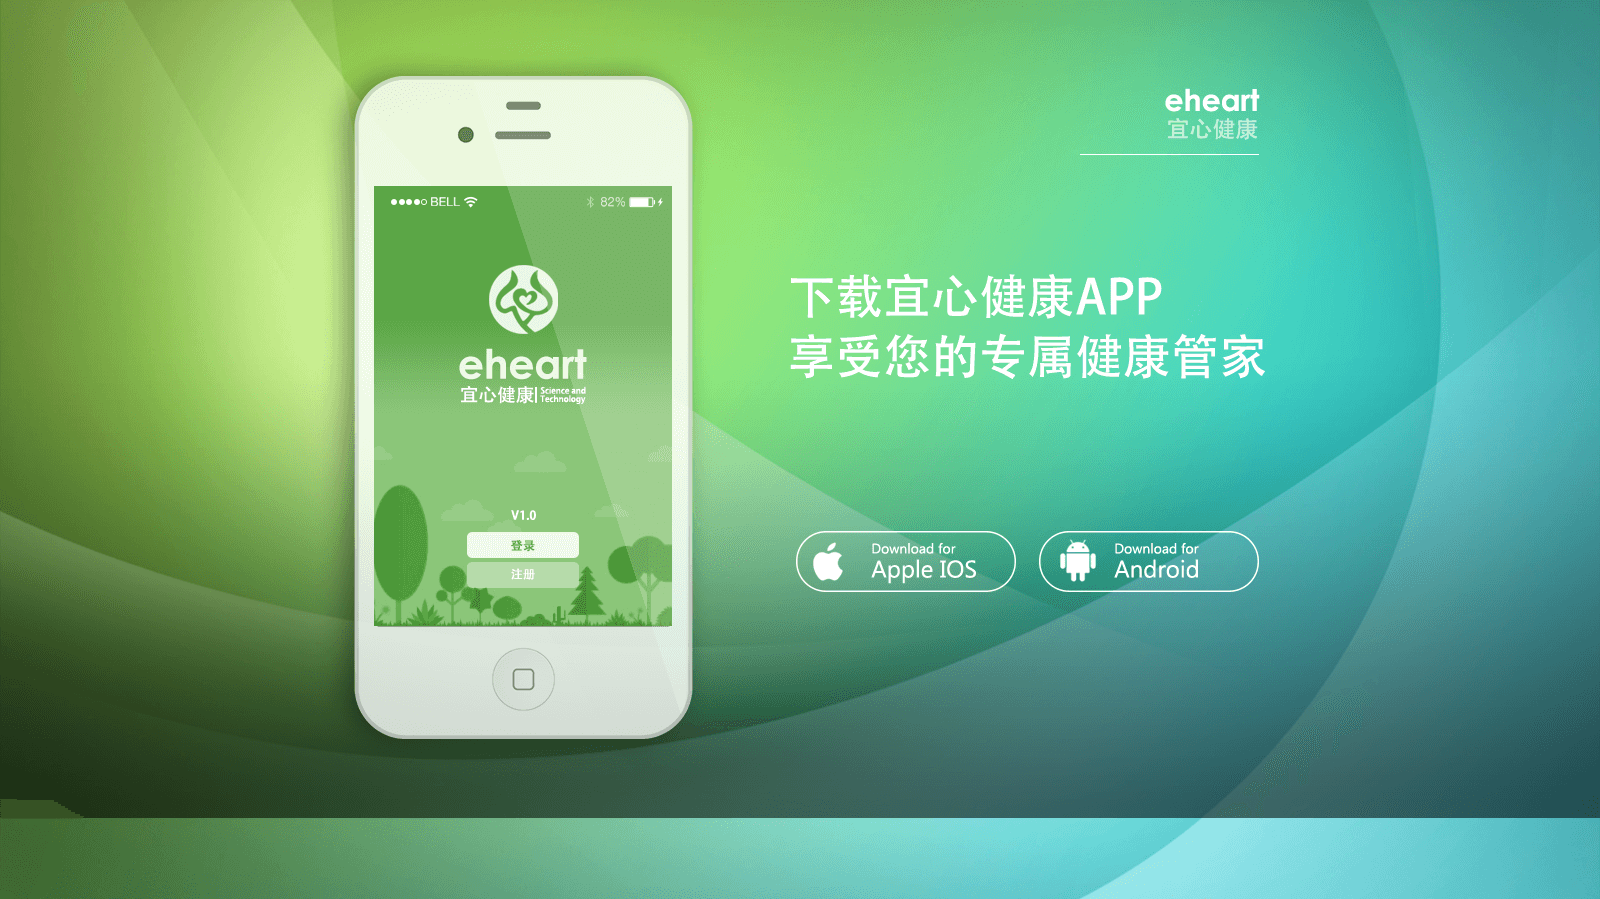 eheart
宜心健康
BELL
82%
eheart
宜心健康|Science and
Technology
V1.0
登录
注册
下载宜心健康APP
享受您的专属健康管家
Download for
Apple IOS
Download for
Android